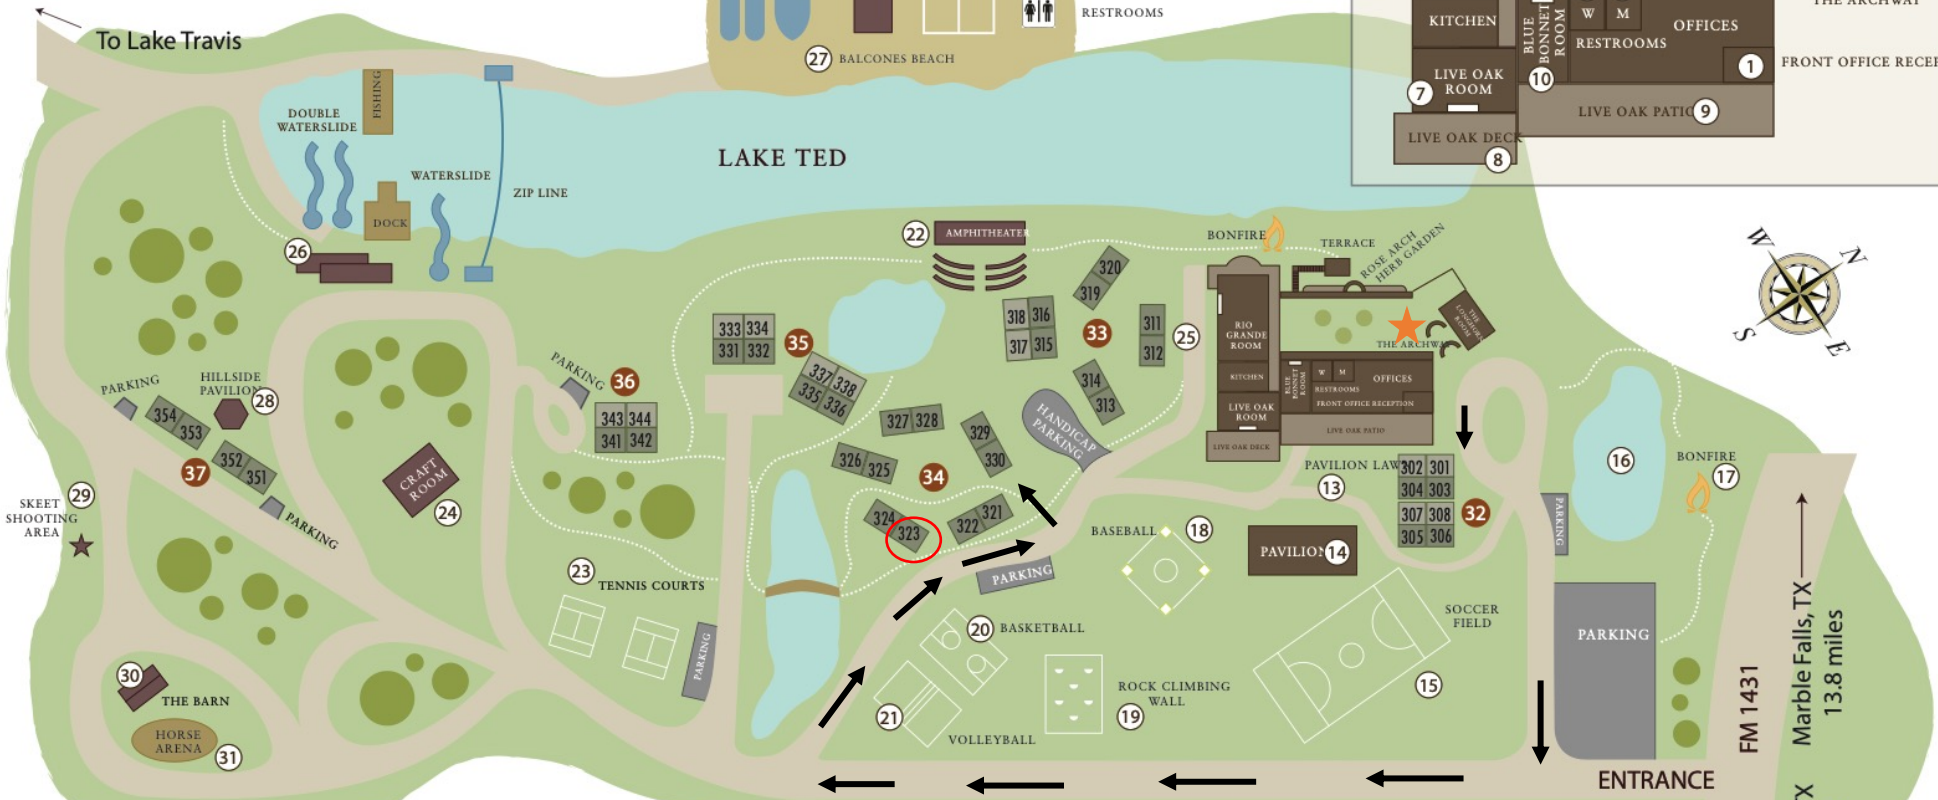 To Lake Travis
RESTROOMS
27 BALCONES BEACH
FISHING
DOUBLE
WATERSLIDE
WATERSLIDE
ZIP LINE
DOCK
26
LAKE TED
KITCHEN
BLUE
BONNET
ROOM
W M
RESTROOMS
OFFICES
THE ARCHWAY
10
1
LIVE OAK
ROOM
7
LIVE OAK PATIO
9
LIVE OAK DECK
8
22 AMPHITHEATER
BONFIRE
TERRACE
ROSE ARCH
HERB GARDEN
W
N
S
E
320
319
318 316
317 315
33
311
312
25
314
313
HANDICAP
PARKING
RIO
GRANDE
ROOM
KITCHEN
LIVE OAK
ROOM
LIVE OAK DECK
BLUE
BONNET
ROOM
W M
RESTROOMS
OFFICES
FRONT OFFICE RECEPTION
LIVE OAK PATIO
THE
LONGHORN
ROOM
333 334
331 332
35
337 338
335 336
327 328
329
330
326 325
34
324
323
322 321
PARKING
36
343 344
341 342
PARKING
HILLSIDE
PAVILION
28
354
353
352
351
37
PARKING
CRAFT
ROOM
24
SKEET
SHOOTING
AREA
29
23
TENNIS COURTS
PARKING
30
THE BARN
HORSE
ARENA
31
PARKING
BASEBALL
18
13
302 301
304 303
307 308
305 306
32
PAVILION
14
PARKING
16
BONFIRE
17
20 BASKETBALL
21
VOLLEYBALL
ROCK CLIMBING
WALL
19
SOCCER
FIELD
15
PARKING
ENTRANCE
FM 1431
Marble Falls, TX
13.8 miles